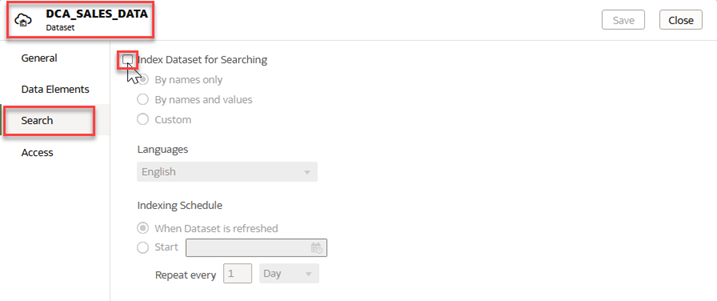 DCA_SALES_DATA
Dataset
Save
Close
General
Data Elements
Search
Access
Index Dataset for Searching
By names only
By names and values
Custom
Languages
English
Indexing Schedule
When Dataset is refreshed
Start
Repeat every 1 Day